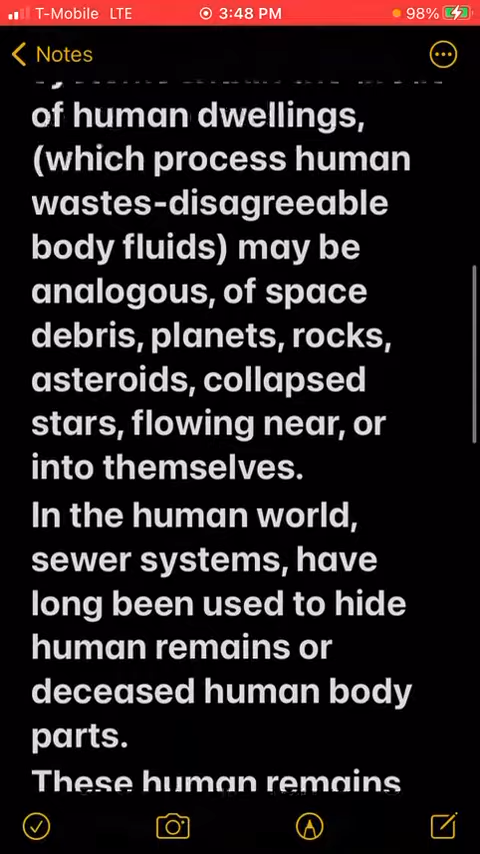 T-Mobile LTE 3:48 PM 98%
Notes
of human dwellings,
(which process human
wastes-disagreeable
body fluids) may be
analogous, of space
debris, planets, rocks,
asteroids, collapsed
stars, flowing near, or
into themselves.
In the human world,
sewer systems, have
long been used to hide
human remains or
deceased human body
parts.
These human remains